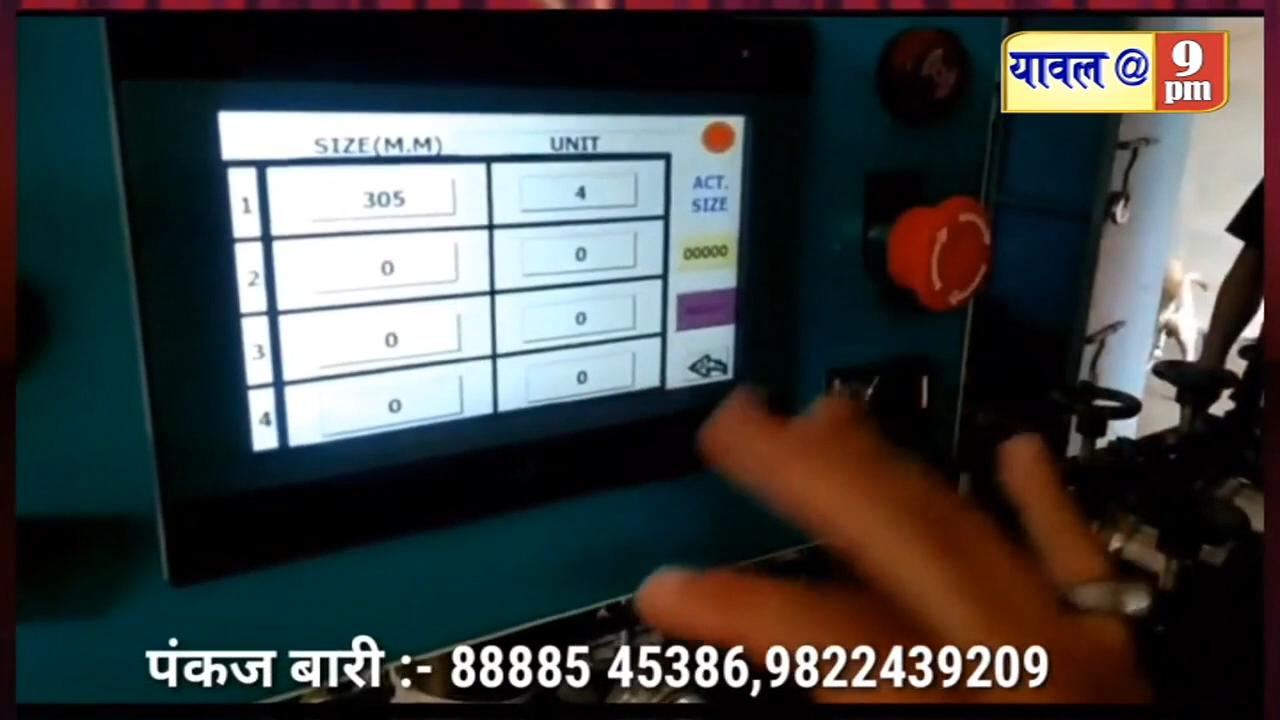 यावल @ 9 pm
SIZE(M.M) UNIT
1 305 4
2 0 0
3 0 0
4 0 0
ACT.
SIZE
00000
पंकज बारी :- 88885 45386,9822439209